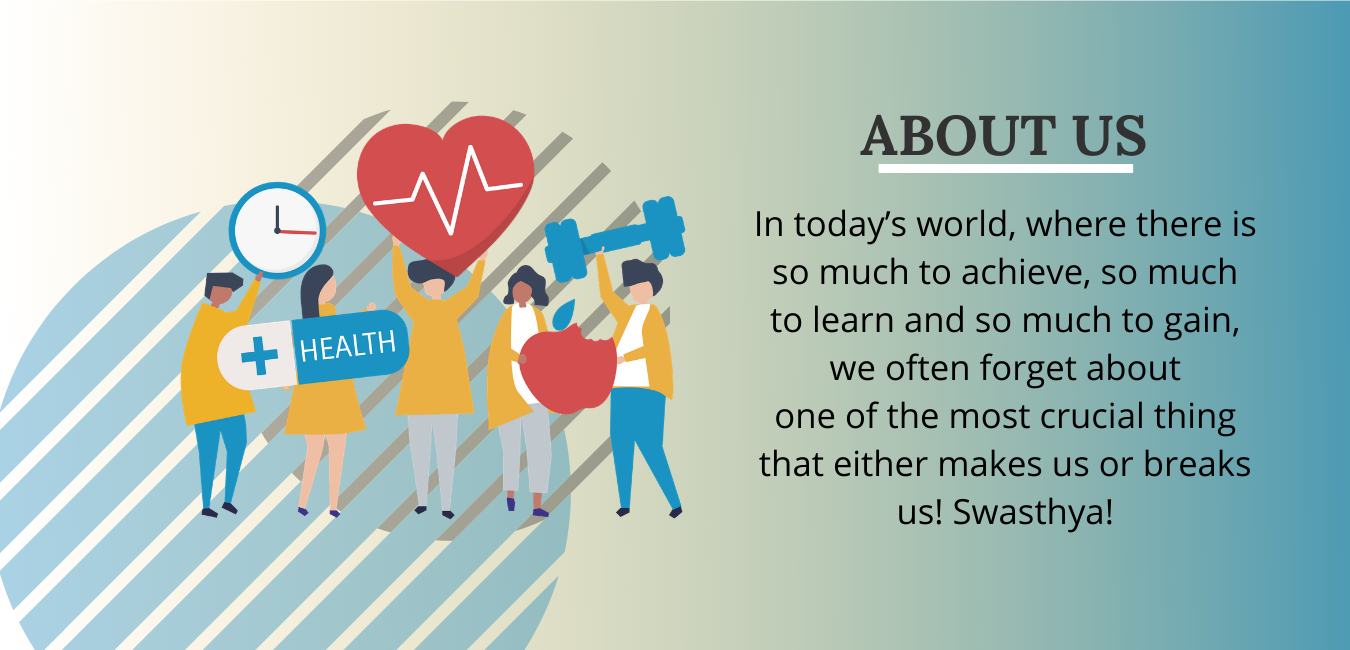 ABOUT US
In today’s world, where there is
so much to achieve, so much
to learn and so much to gain,
we often forget about
one of the most crucial thing
that either makes us or breaks
us! Swasthya!
HEALTH